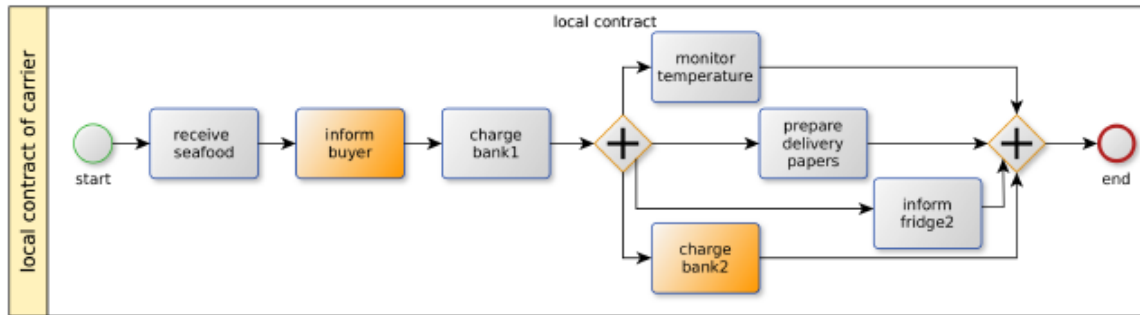 local contract of carrier
local contract
start
receive
seafood
inform
buyer
charge
bank1
monitor
temperature
prepare
delivery
papers
inform
fridge2
charge
bank2
end